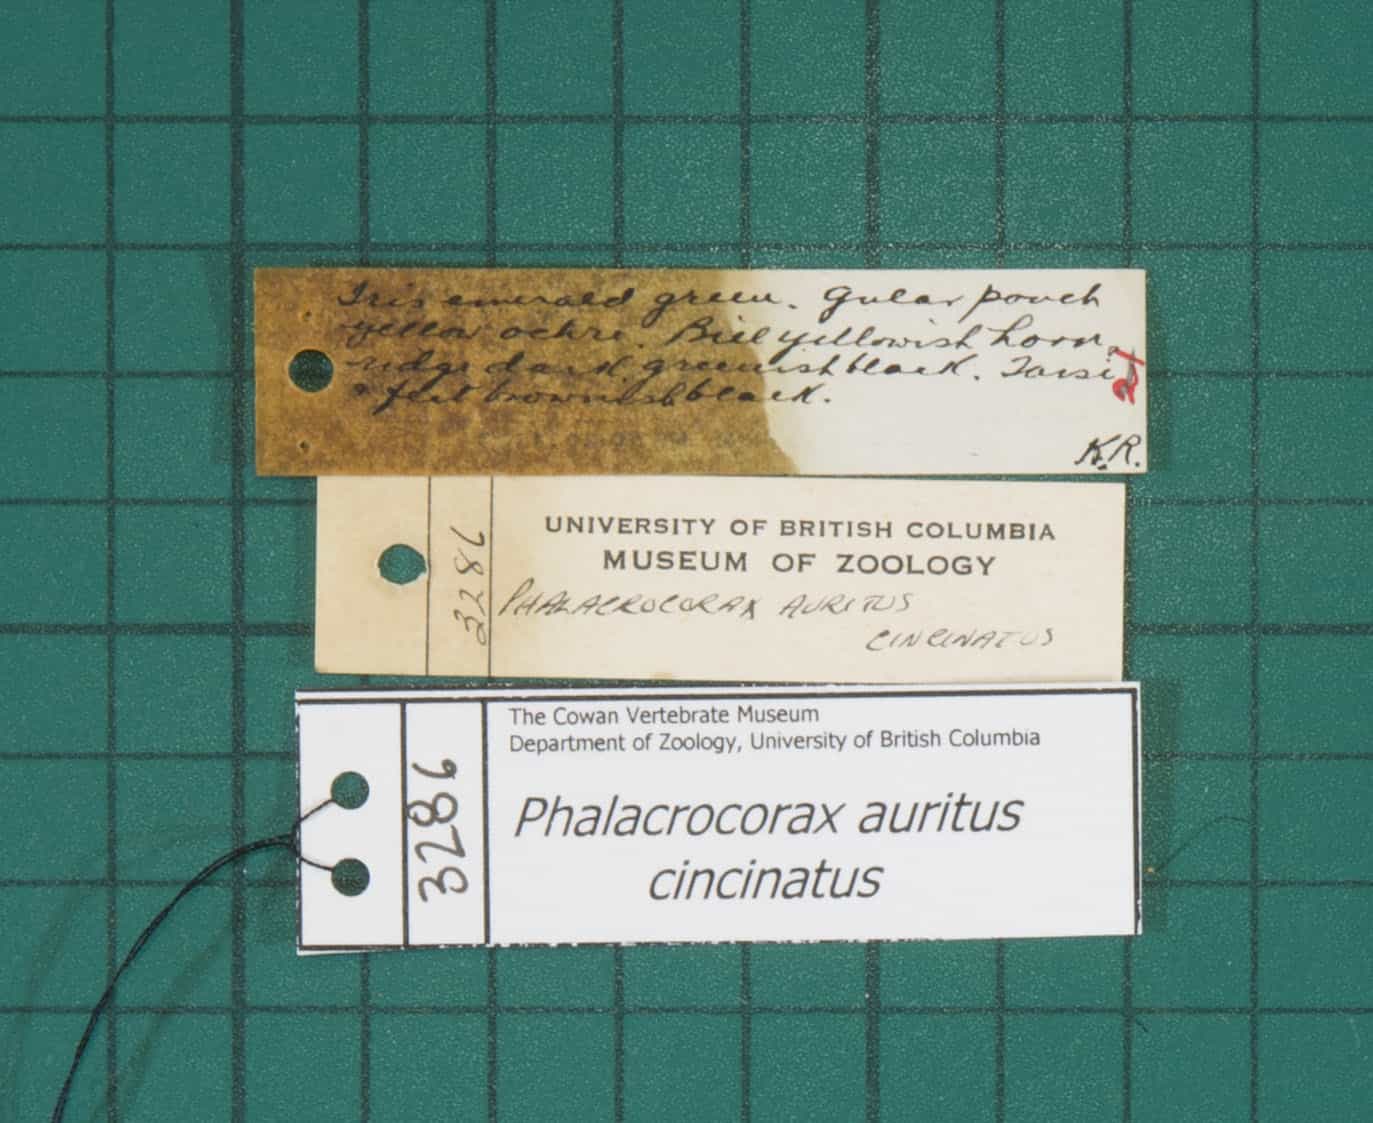 Iris emerald green. Gular pouch
yellow ochre. Bill yellowish horn,
ridge dark greenish black. Tarsi
& feet brownish black.
K.R.
3286
UNIVERSITY OF BRITISH COLUMBIA
MUSEUM OF ZOOLOGY
PHALACROCORAX AURITUS
CINCINATUS
3286
The Cowan Vertebrate Museum
Department of Zoology, University of British Columbia
Phalacrocorax auritus
cincinatus